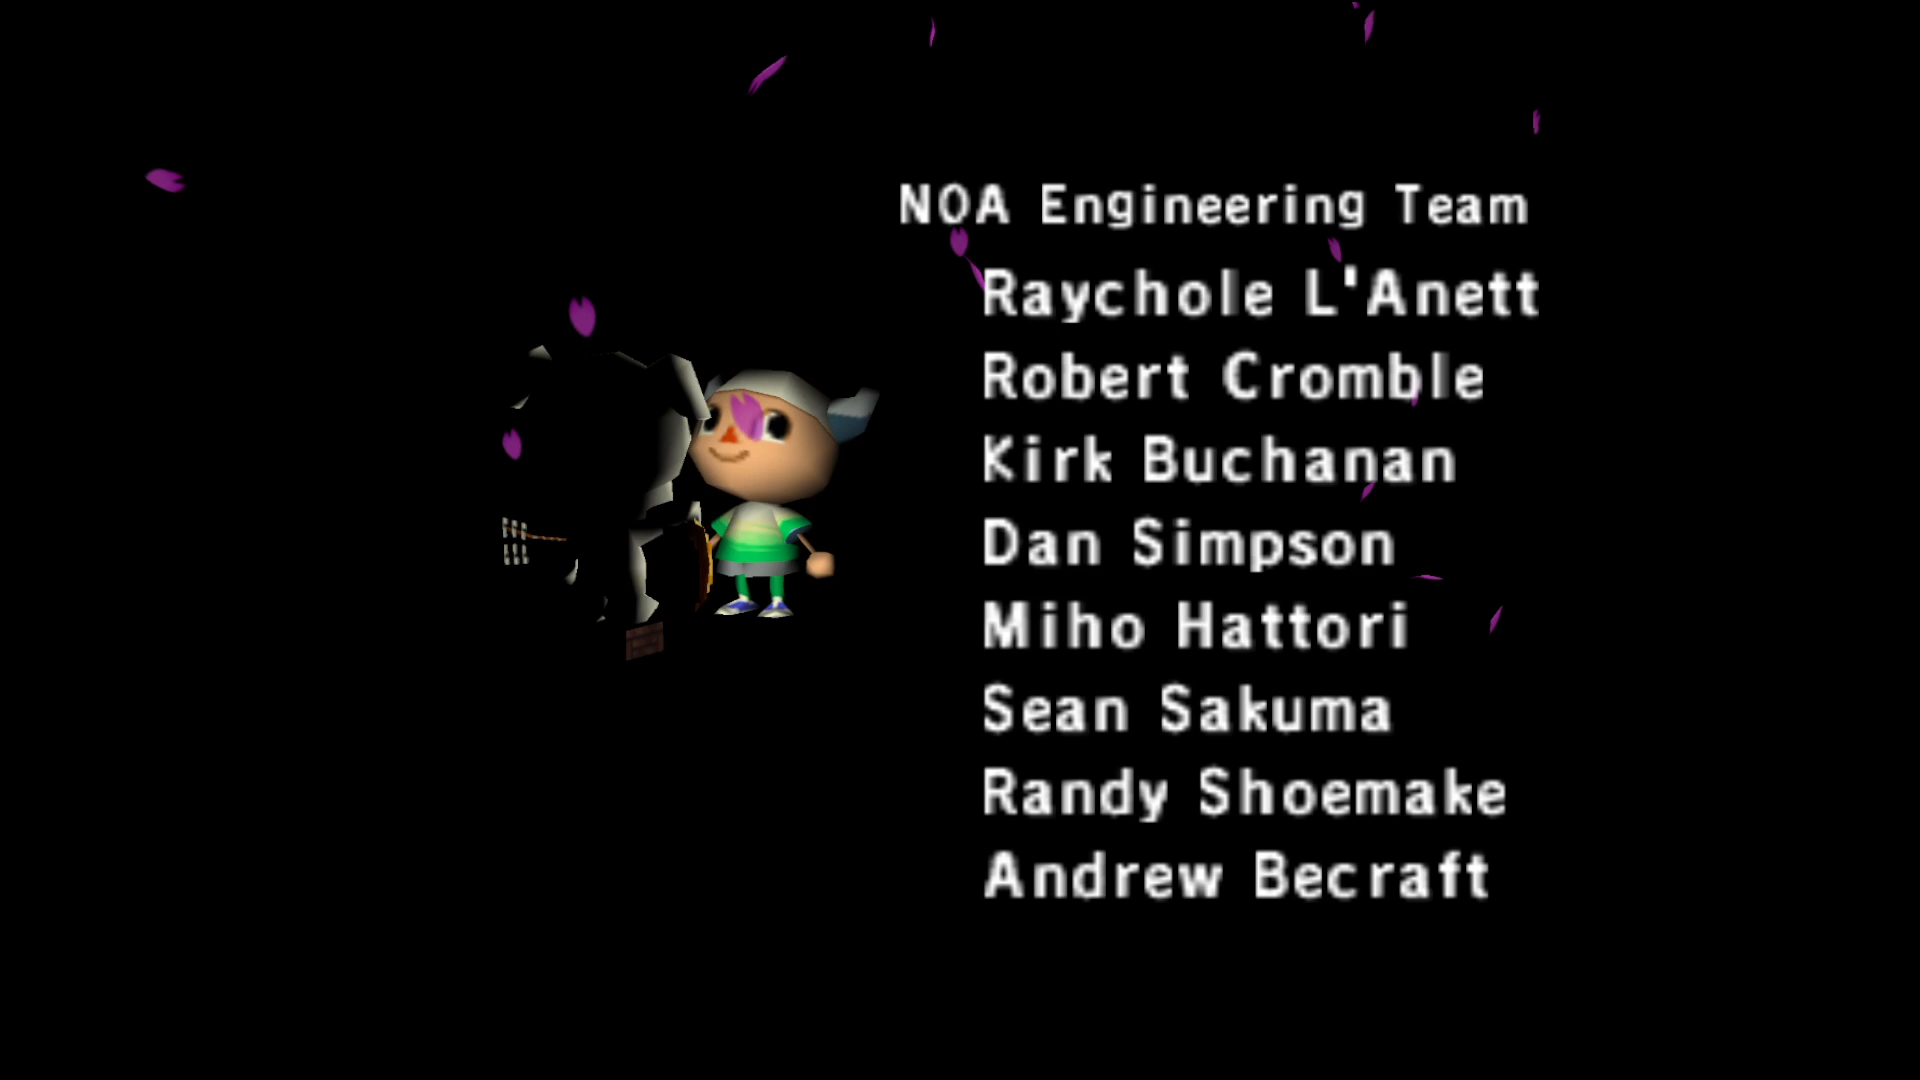 NOA Engineering Team
Raychole L'Anett
Robert Cromble
Kirk Buchanan
Dan Simpson
Miho Hattori
Sean Sakuma
Randy Shoemake
Andrew Becraft